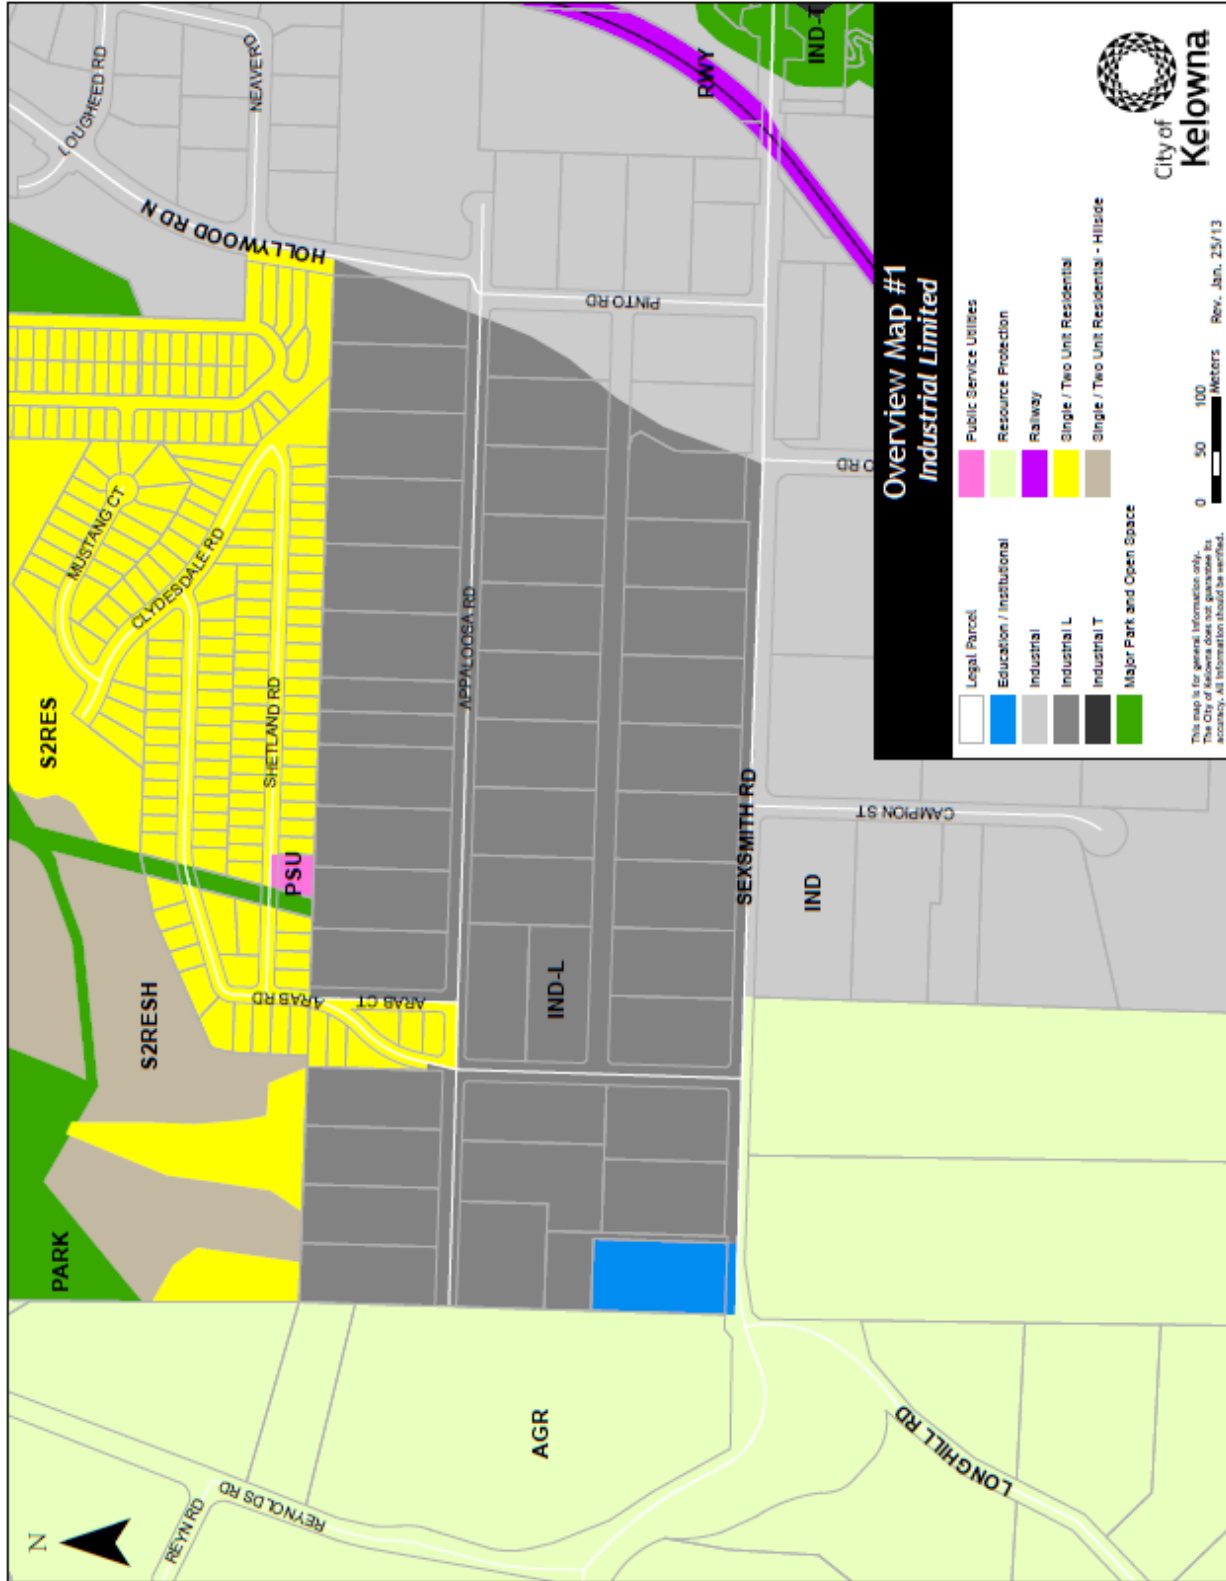 N
REYN RD
REYNOLDS RD
AGR
LONGHILL RD
PARK
S2RESH
S2RES
PSU
ARAB RD
ARAB CT
SHETLAND RD
CLYDESDALE RD
MUSTANG CT
IND-L
APPALOOSA RD
SEXSMITH RD
IND
CAMPION ST
O RD
PINTO RD
HOLLYWOOD RD N
LOUGHEED RD
NEAVE RD
RWY
IND-T
Overview Map #1
Industrial Limited
Legal Parcel
Education / Institutional
Industrial
Industrial L
Industrial T
Major Park and Open Space
Public Service Utilities
Resource Protection
Railway
Single / Two Unit Residential
Single / Two Unit Residential - Hillside
This map is for general information only.
The City of Kelowna does not guarantee its
accuracy. All information should be verified.
0 50 100
Meters
Rev. Jan. 25/13
City of
Kelowna